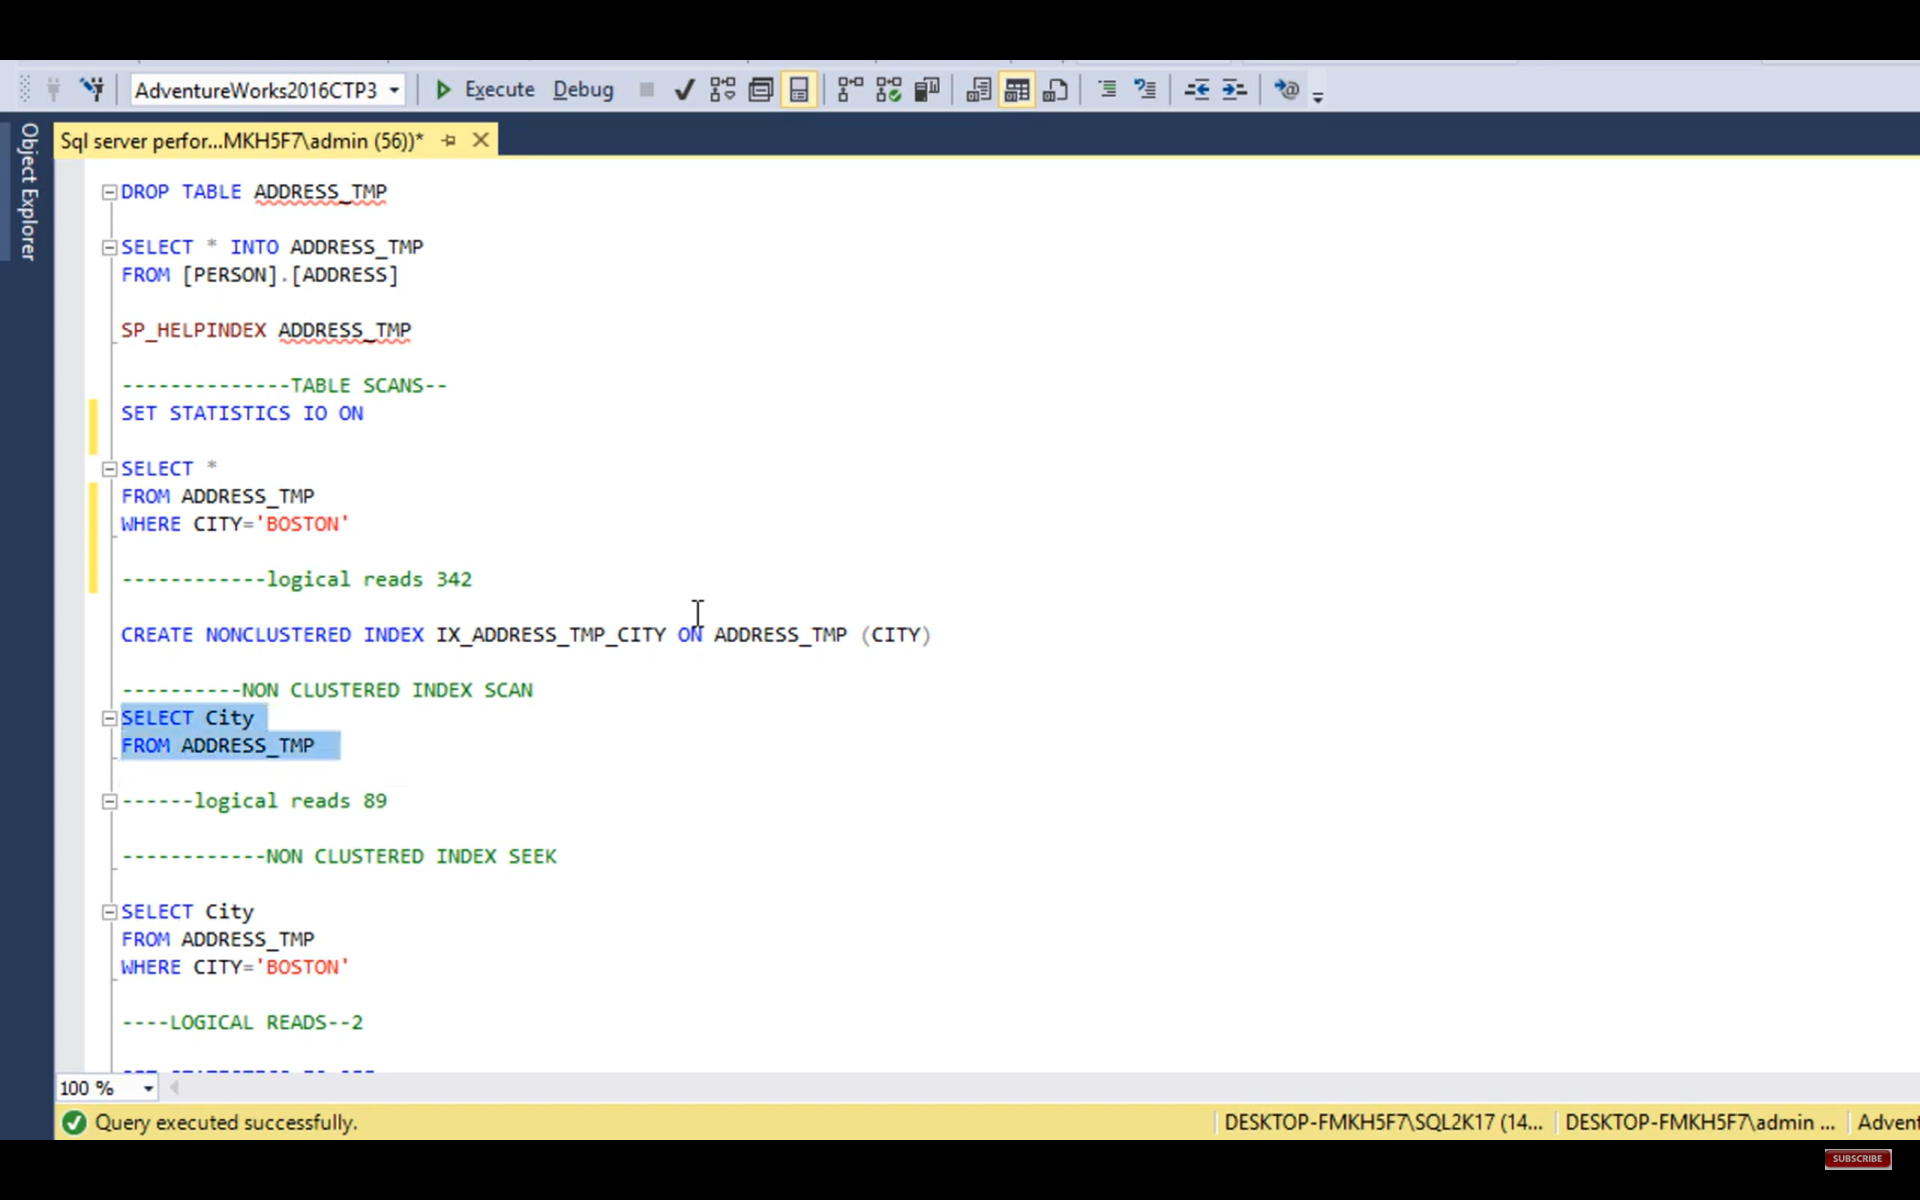 AdventureWorks2016CTP3 Execute Debug
Object Explorer
Sql server perfor...MKH5F7\admin (56))*
DROP TABLE ADDRESS_TMP
SELECT * INTO ADDRESS_TMP
FROM [PERSON].[ADDRESS]
SP_HELPINDEX ADDRESS_TMP
--------------TABLE SCANS--
SET STATISTICS IO ON
SELECT *
FROM ADDRESS_TMP
WHERE CITY='BOSTON'
------------logical reads 342
CREATE NONCLUSTERED INDEX IX_ADDRESS_TMP_CITY ON ADDRESS_TMP (CITY)
----------NON CLUSTERED INDEX SCAN
SELECT City
FROM ADDRESS_TMP
------logical reads 89
------------NON CLUSTERED INDEX SEEK
SELECT City
FROM ADDRESS_TMP
WHERE CITY='BOSTON'
----LOGICAL READS--2
100 %
Query executed successfully. DESKTOP-FMKH5F7\SQL2K17 (14... DESKTOP-FMKH5F7\admin ... Advent
SUBSCRIBE